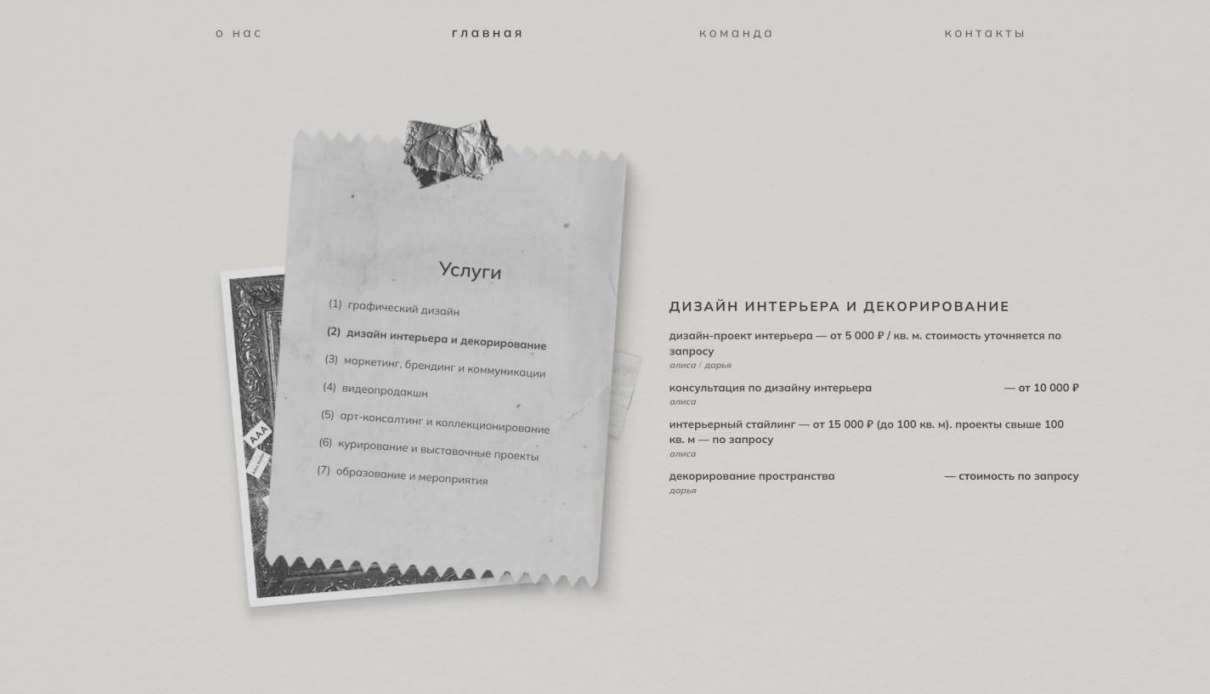 о нас
главная
команда
контакты
Услуги
(1) графический дизайн
(2) дизайн интерьера и декорирование
(3) маркетинг, брендинг и коммуникации
(4) видеопродакшн
(5) арт-консалтинг и коллекционирование
(6) курирование и выставочные проекты
(7) образование и мероприятия
AAA
ДИЗАЙН ИНТЕРЬЕРА И ДЕКОРИРОВАНИЕ
дизайн-проект интерьера — от 5 000 ₽ / кв. м. стоимость уточняется по
запросу
алиса / дарья
консультация по дизайну интерьера — от 10 000 ₽
алиса
интерьерный стайлинг — от 15 000 ₽ (до 100 кв. м). проекты свыше 100
кв. м — по запросу
алиса
декорирование пространства — стоимость по запросу
дарья